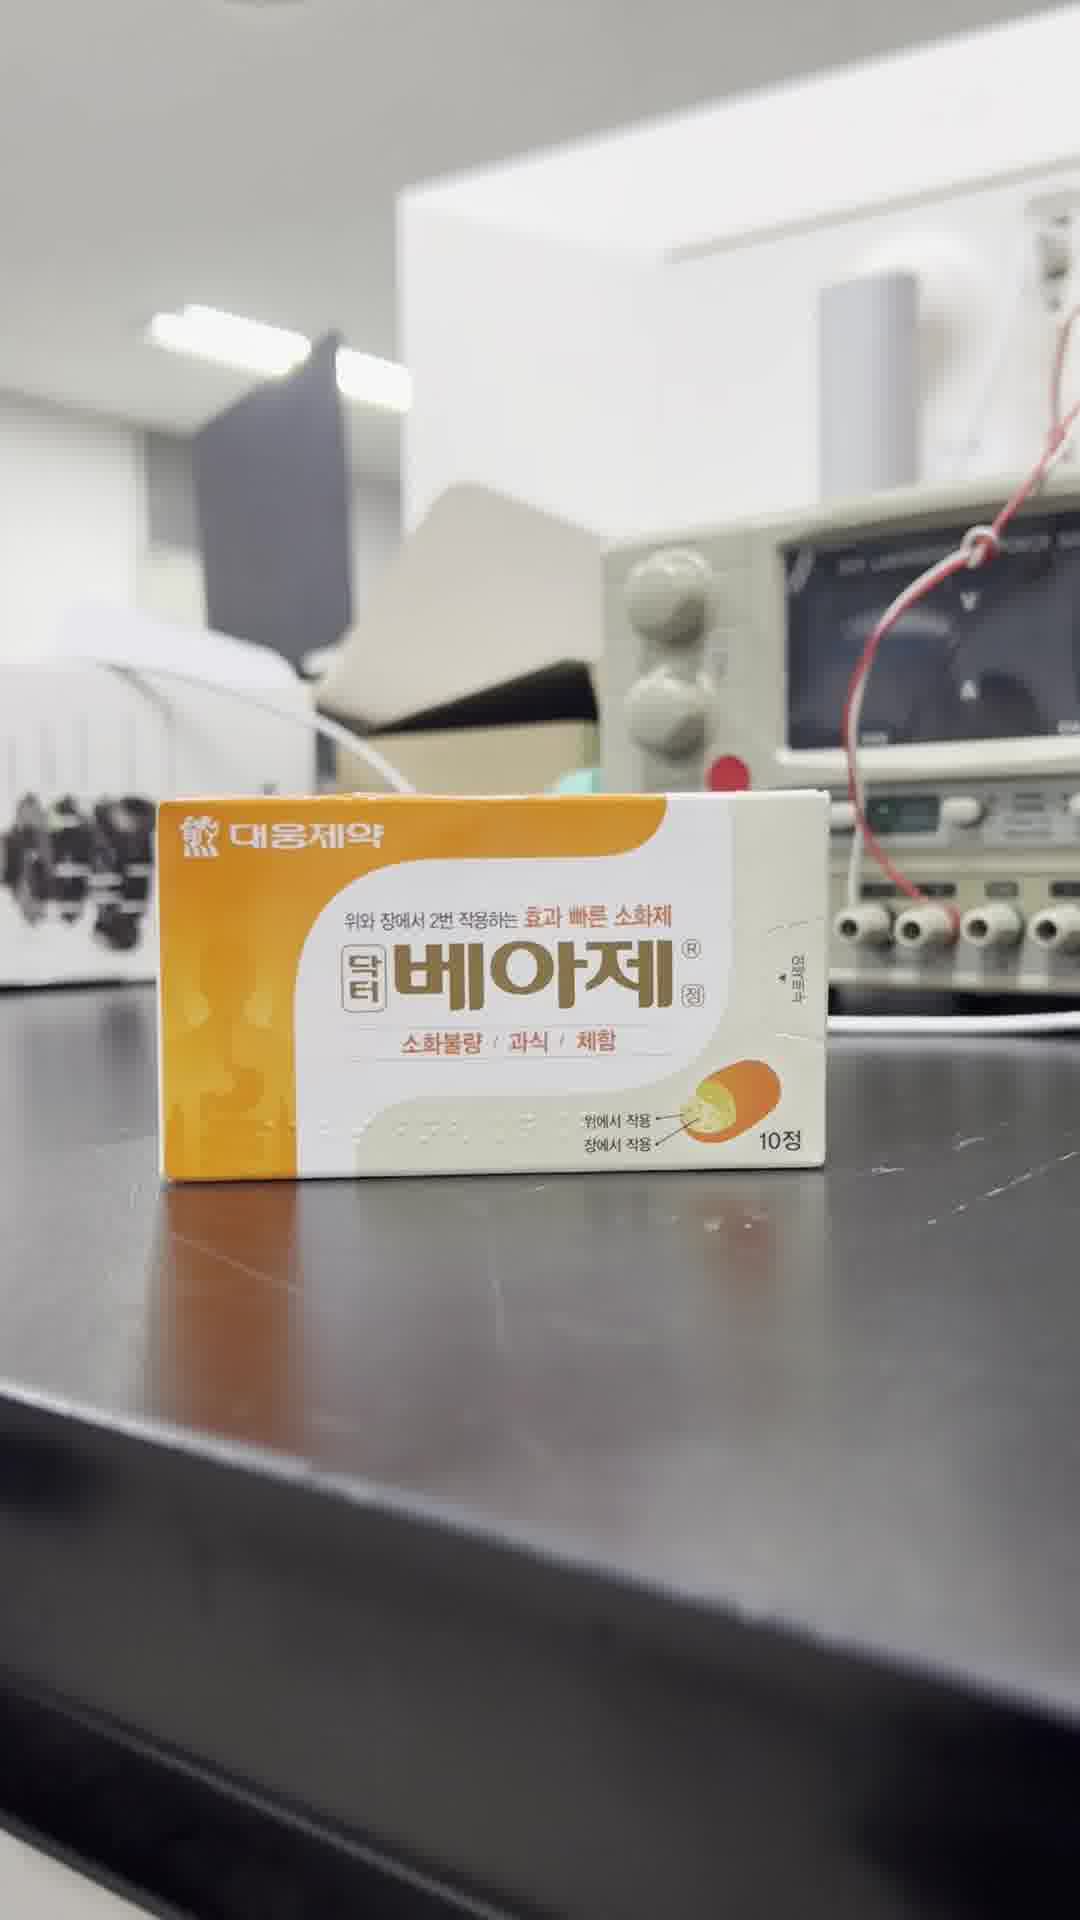 대웅제약
위와 장에서 2번 작용하는 효과 빠른 소화제
닥터 베아제® 정
소화불량 / 과식 / 체함
위에서 작용
장에서 작용
10정
V
A